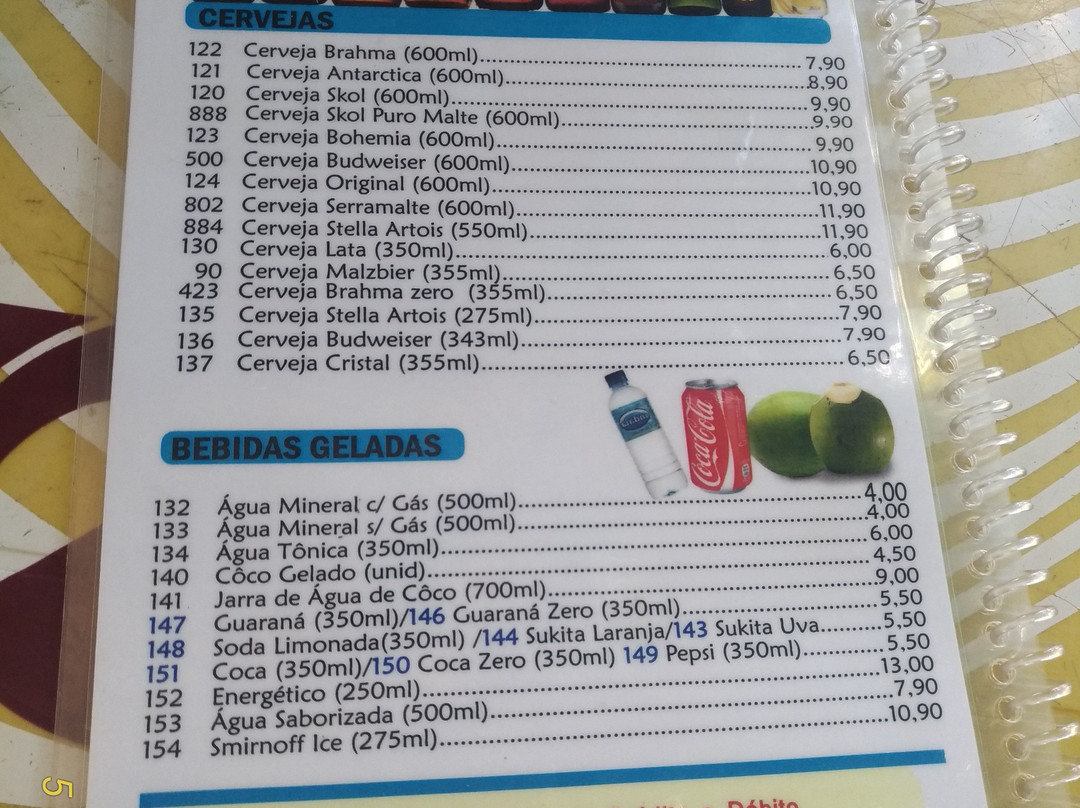 CERVEJAS
122 Cerveja Brahma (600ml)........7,90
121 Cerveja Antarctica (600ml)........8,90
120 Cerveja Skol (600ml)........9,90
888 Cerveja Skol Puro Malte (600ml)........9,90
123 Cerveja Bohemia (600ml)........9,90
500 Cerveja Budweiser (600ml)........10,90
124 Cerveja Original (600ml)........10,90
802 Cerveja Serramalte (600ml)........11,90
884 Cerveja Stella Artois (550ml)........11,90
130 Cerveja Lata (350ml)........6,00
90 Cerveja Malzbier (355ml)........6,50
423 Cerveja Brahma zero (355ml)........6,50
135 Cerveja Stella Artois (275ml)........7,90
136 Cerveja Budweiser (343ml)........7,90
137 Cerveja Cristal (355ml)........6,50
Coca-Cola
BEBIDAS GELADAS
132 Água Mineral c/ Gás (500ml)........4,00
133 Água Mineral s/ Gás (500ml)........4,00
134 Água Tônica (350ml)........6,00
140 Côco Gelado (unid)........4,50
141 Jarra de Água de Côco (700ml)........9,00
147 Guaraná (350ml)/146 Guaraná Zero (350ml)........5,50
148 Soda Limonada(350ml) /144 Sukita Laranja/143 Sukita Uva........5,50
151 Coca (350ml)/150 Coca Zero (350ml) 149 Pepsi (350ml)........5,50
152 Energético (250ml)........13,00
153 Água Saborizada (500ml)........7,90
154 Smirnoff Ice (275ml)........10,90
5
Débito